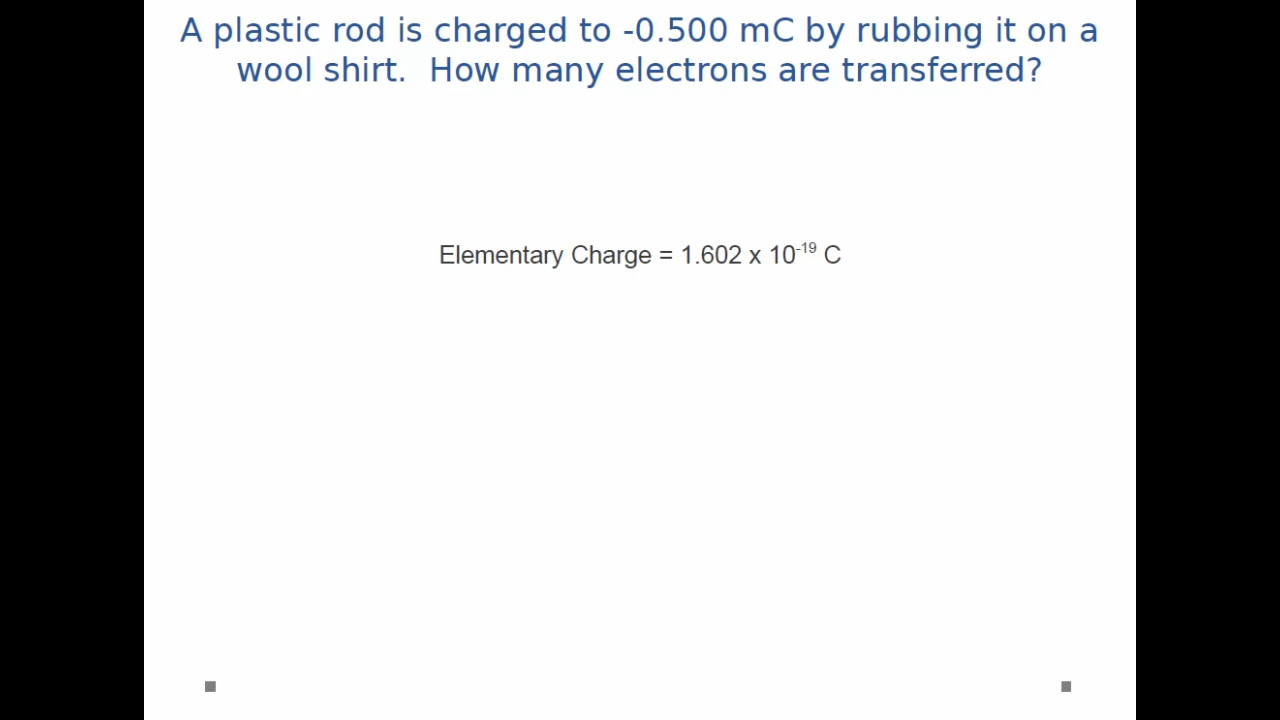 A plastic rod is charged to -0.500 mC by rubbing it on a
wool shirt.  How many electrons are transferred?
Elementary Charge = 1.602 x 10⁻¹⁹ C